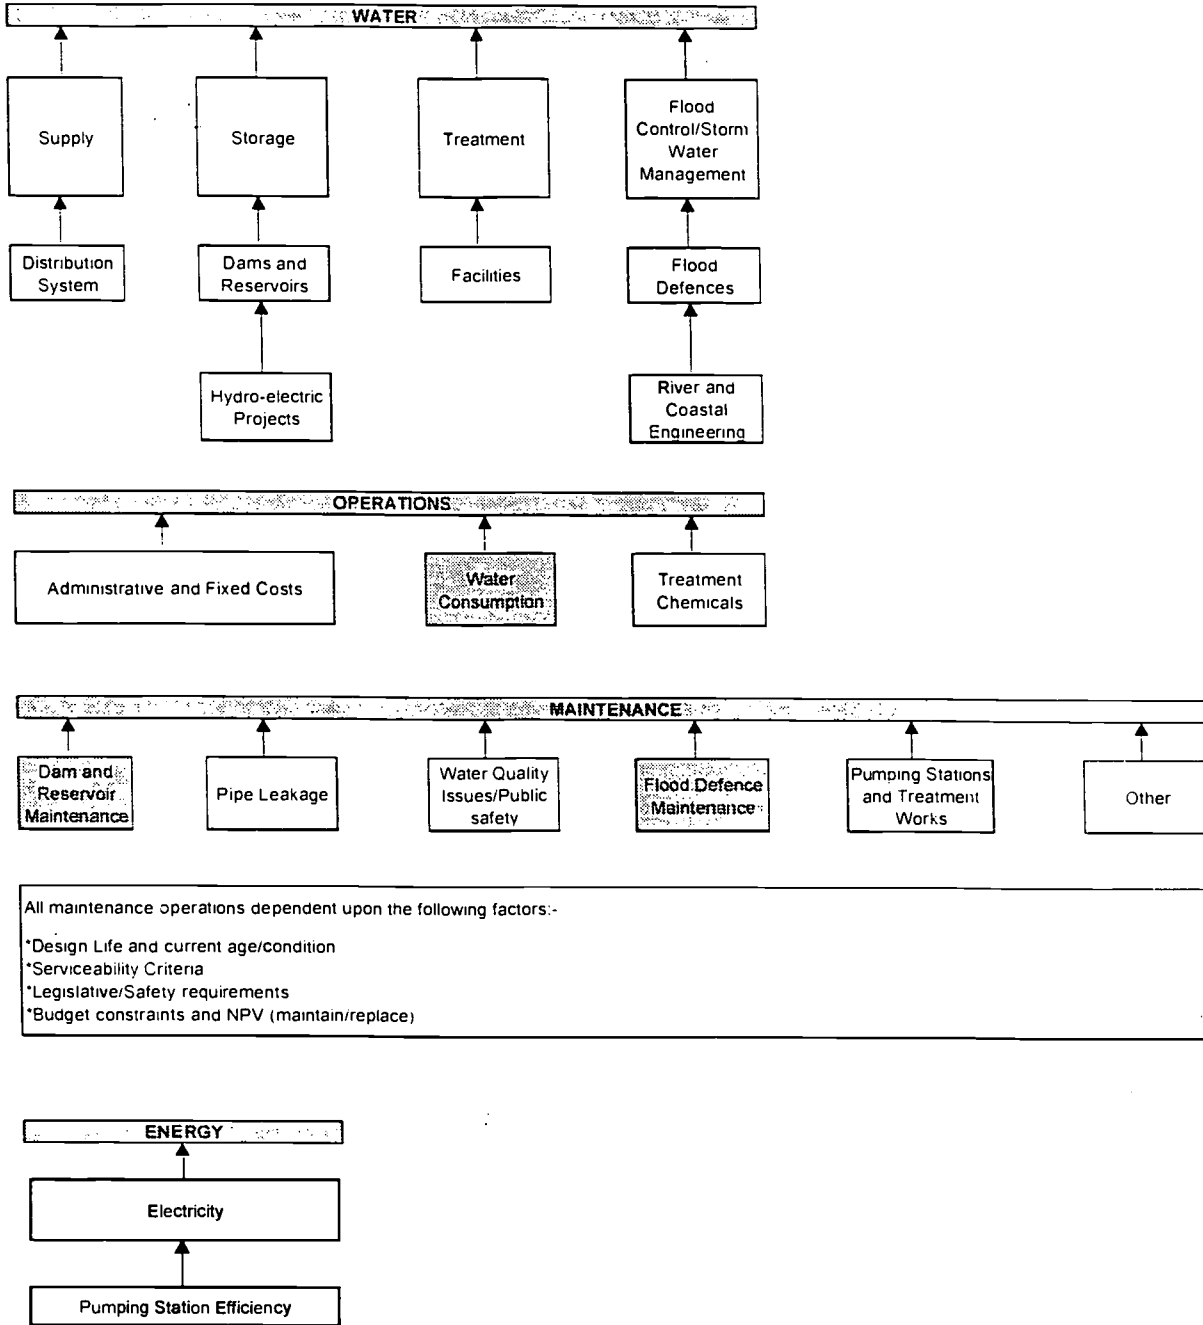 WATER
Supply
Storage
Treatment
Flood
Control/Storm
Water
Management
Distribution
System
Dams and
Reservoirs
Facilities
Flood
Defences
Hydro-electric
Projects
River and
Coastal
Engineering
OPERATIONS
Administrative and Fixed Costs
Water
Consumption
Treatment
Chemicals
MAINTENANCE
Dam and
Reservoir
Maintenance
Pipe Leakage
Water Quality
Issues/Public
safety
Flood Defence
Maintenance
Pumping Stations
and Treatment
Works
Other
All maintenance operations dependent upon the following factors:-
*Design Life and current age/condition
*Serviceability Criteria
*Legislative/Safety requirements
*Budget constraints and NPV (maintain/replace)
ENERGY
Electricity
Pumping Station Efficiency